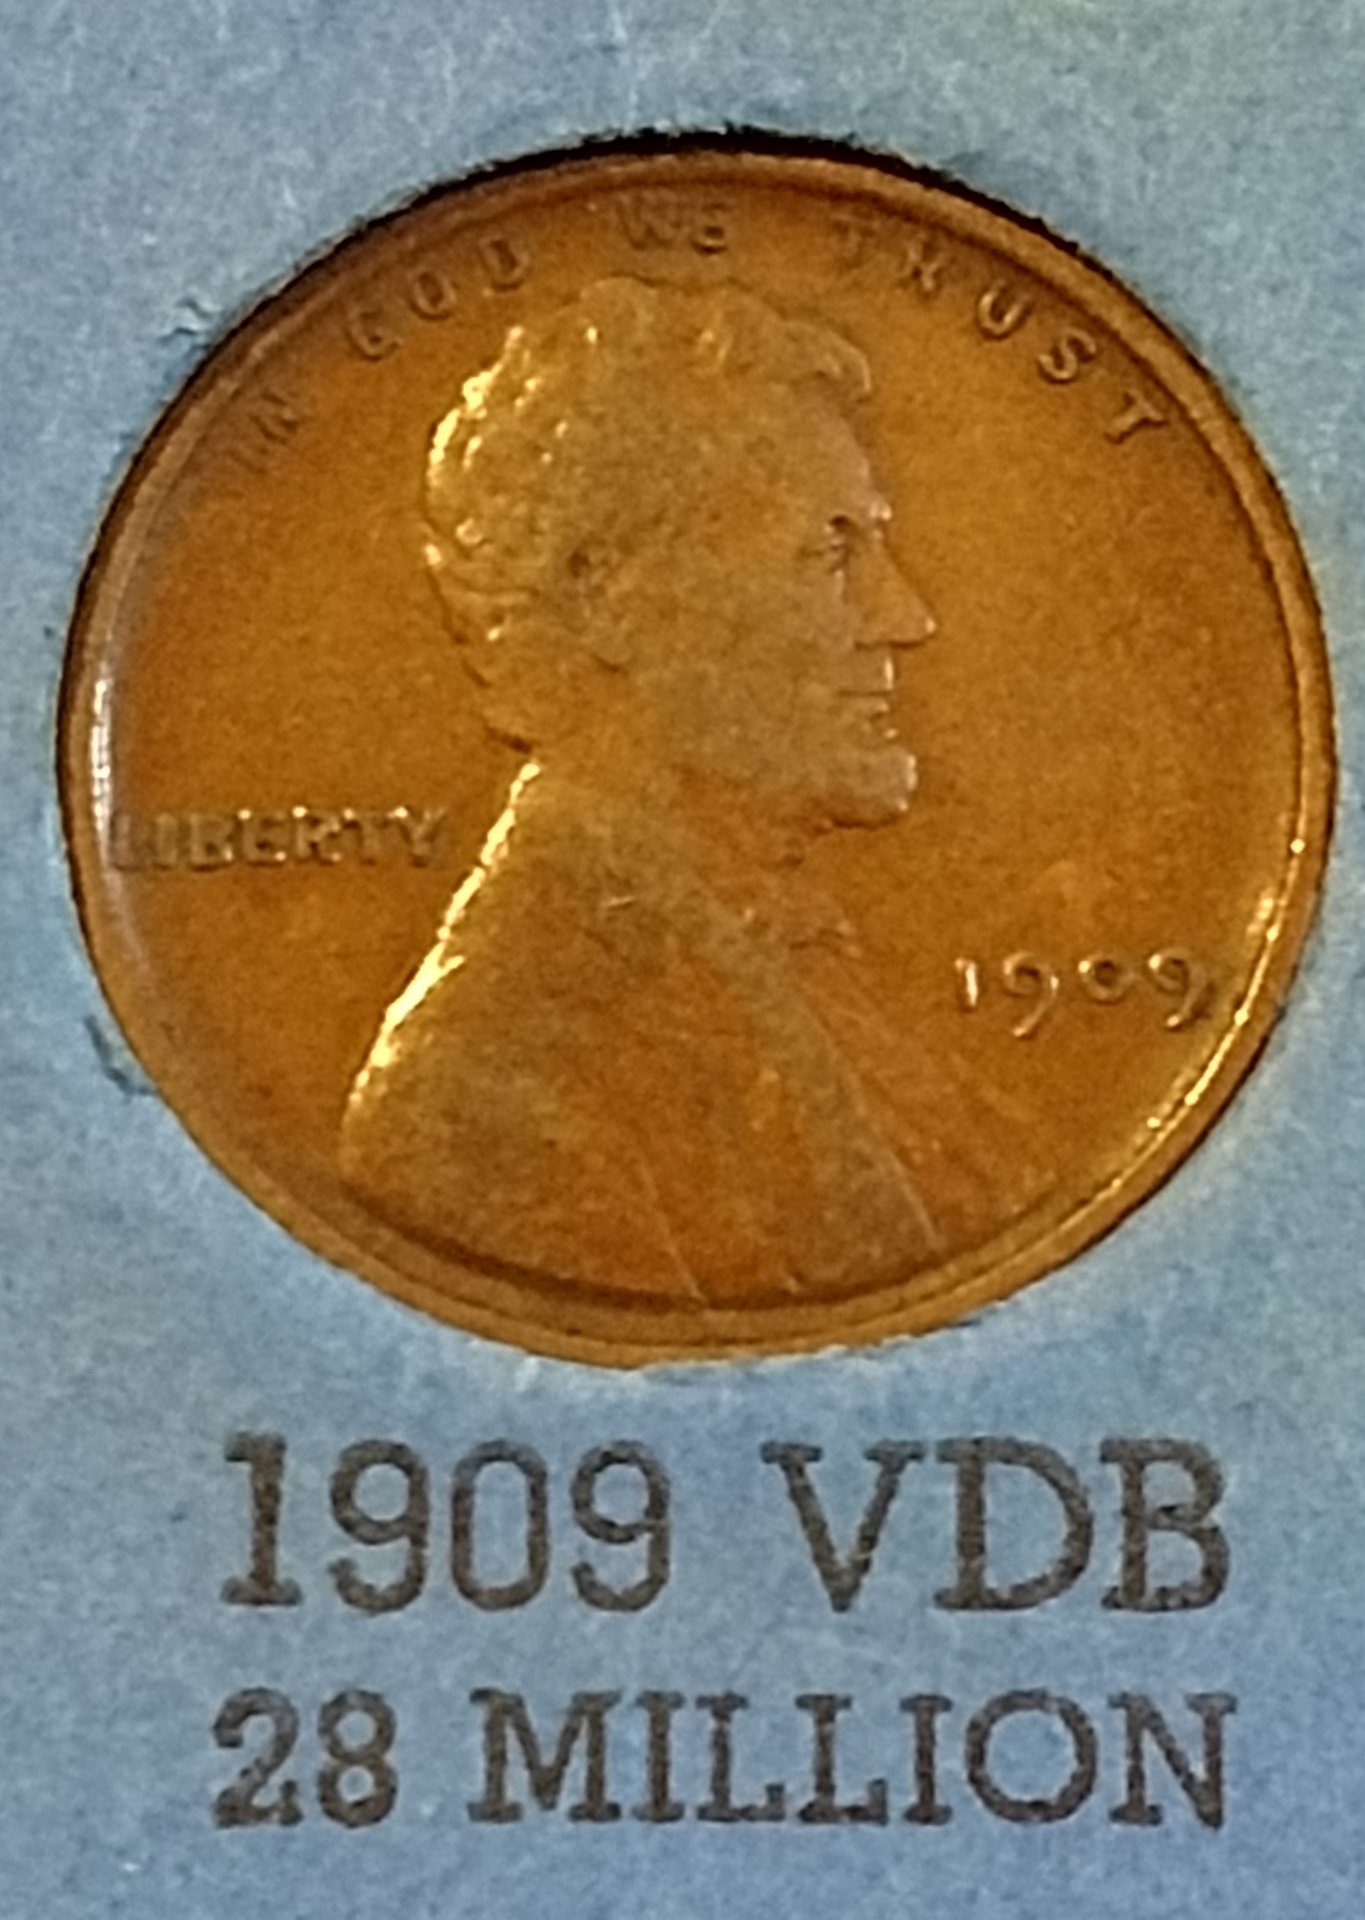 IN GOD WE TRUST
LIBERTY
1909
1909 VDB
28 MILLION